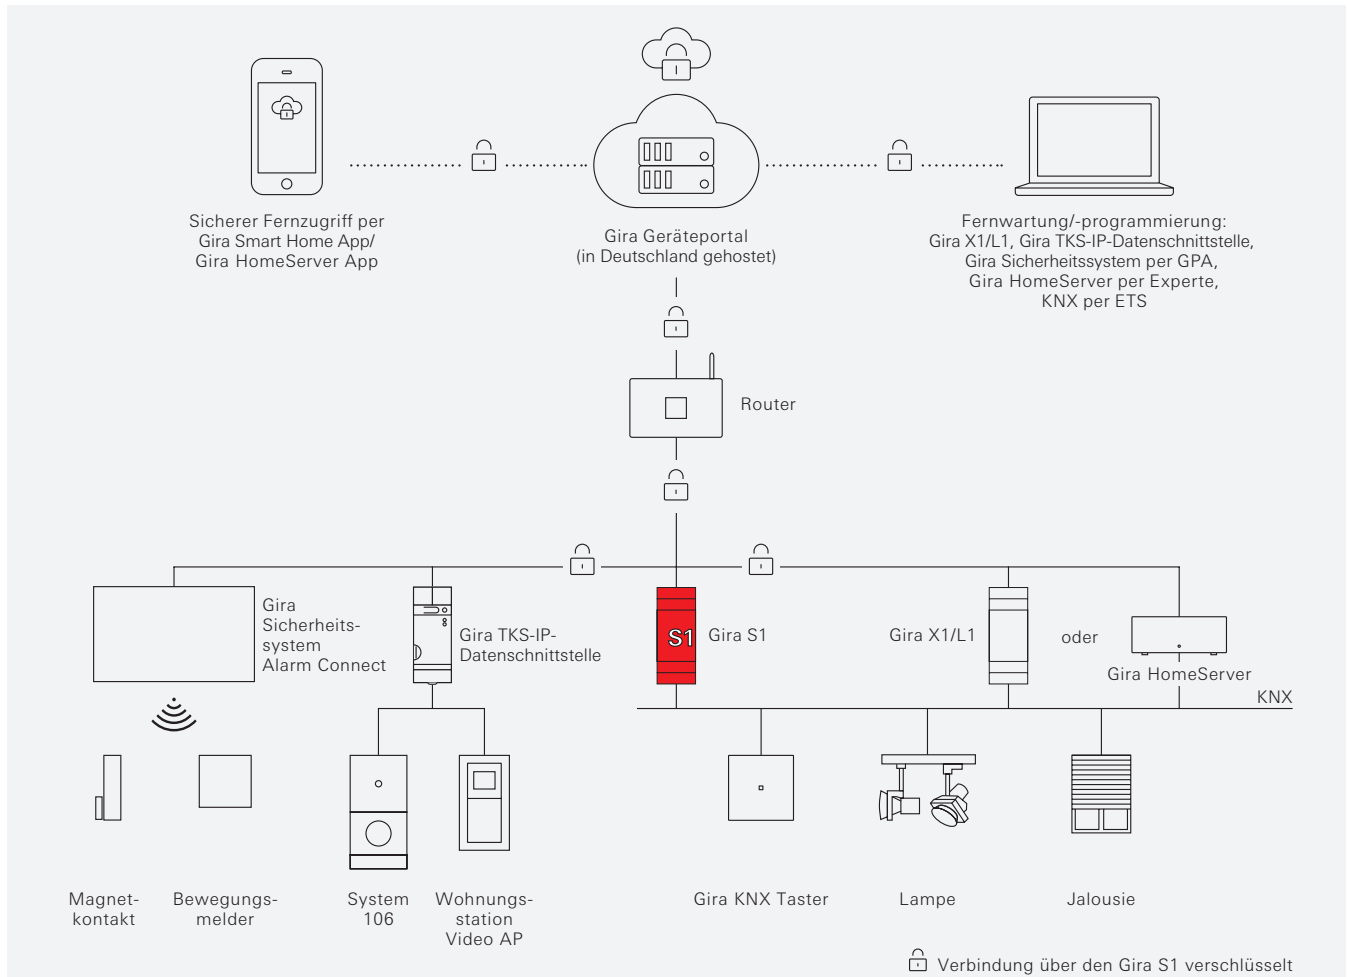 Sicherer Fernzugriff per
Gira Smart Home App/
Gira HomeServer App
Gira Geräteportal
(in Deutschland gehostet)
Fernwartung/-programmierung:
Gira X1/L1, Gira TKS-IP-Datenschnittstelle,
Gira Sicherheitssystem per GPA,
Gira HomeServer per Experte,
KNX per ETS
Router
Gira
Sicherheits-
system
Alarm Connect
Gira TKS-IP-
Datenschnittstelle
S1
Gira S1
Gira X1/L1
oder
Gira HomeServer
KNX
Magnet-
kontakt
Bewegungs-
melder
System
106
Wohnungs-
station
Video AP
Gira KNX Taster
Lampe
Jalousie
Verbindung über den Gira S1 verschlüsselt